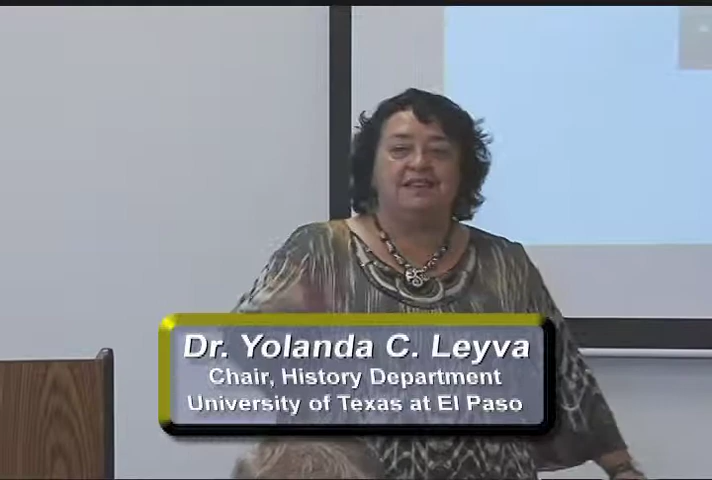 Dr. Yolanda C. Leyva
Chair, History Department
University of Texas at El Paso